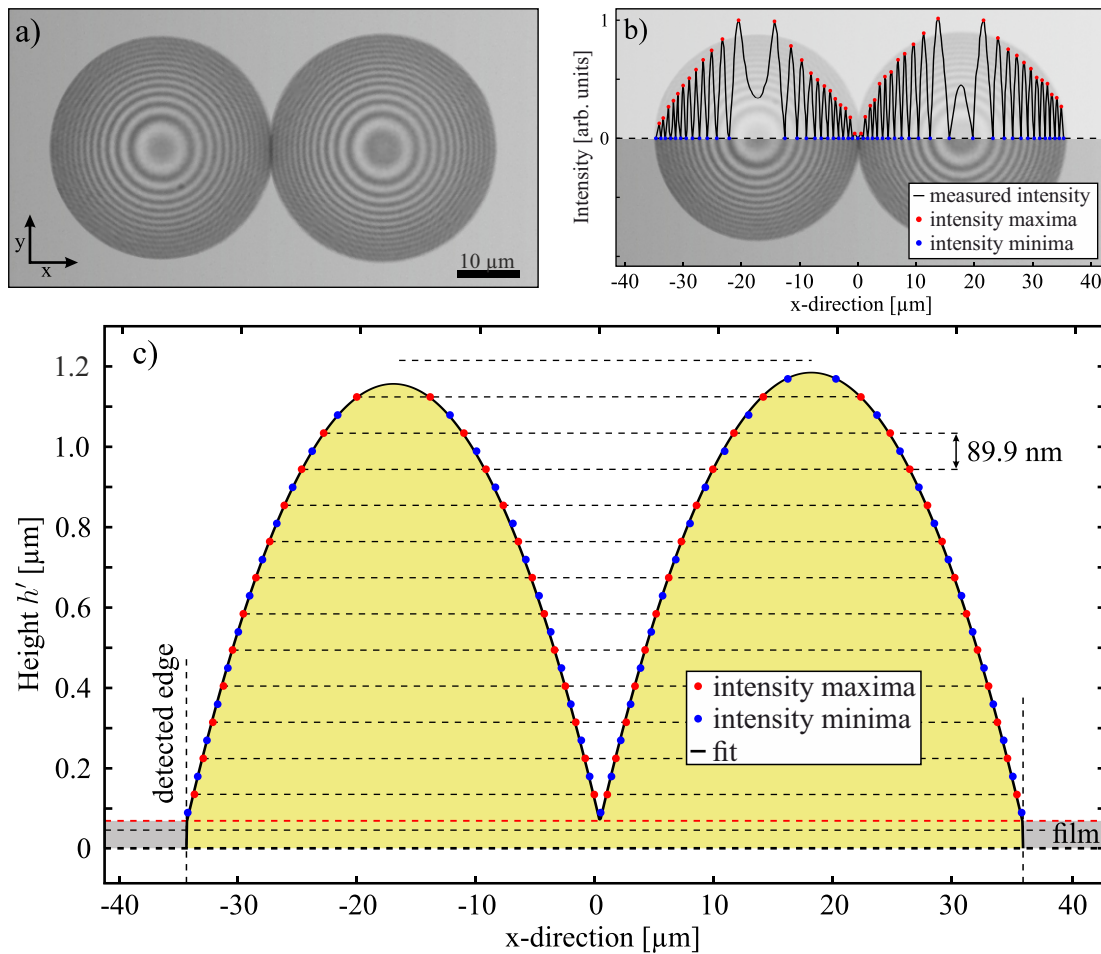 a)
y
x
10 µm
b)
Intensity [arb. units]
1
0
measured intensity
intensity maxima
intensity minima
-40 -30 -20 -10 0 10 20 30 40
x-direction [µm]
c)
Height h′ [µm]
1.2
1.0
0.8
0.6
0.4
0.2
0
89.9 nm
detected edge
intensity maxima
intensity minima
fit
film
-40 -30 -20 -10 0 10 20 30 40
x-direction [µm]